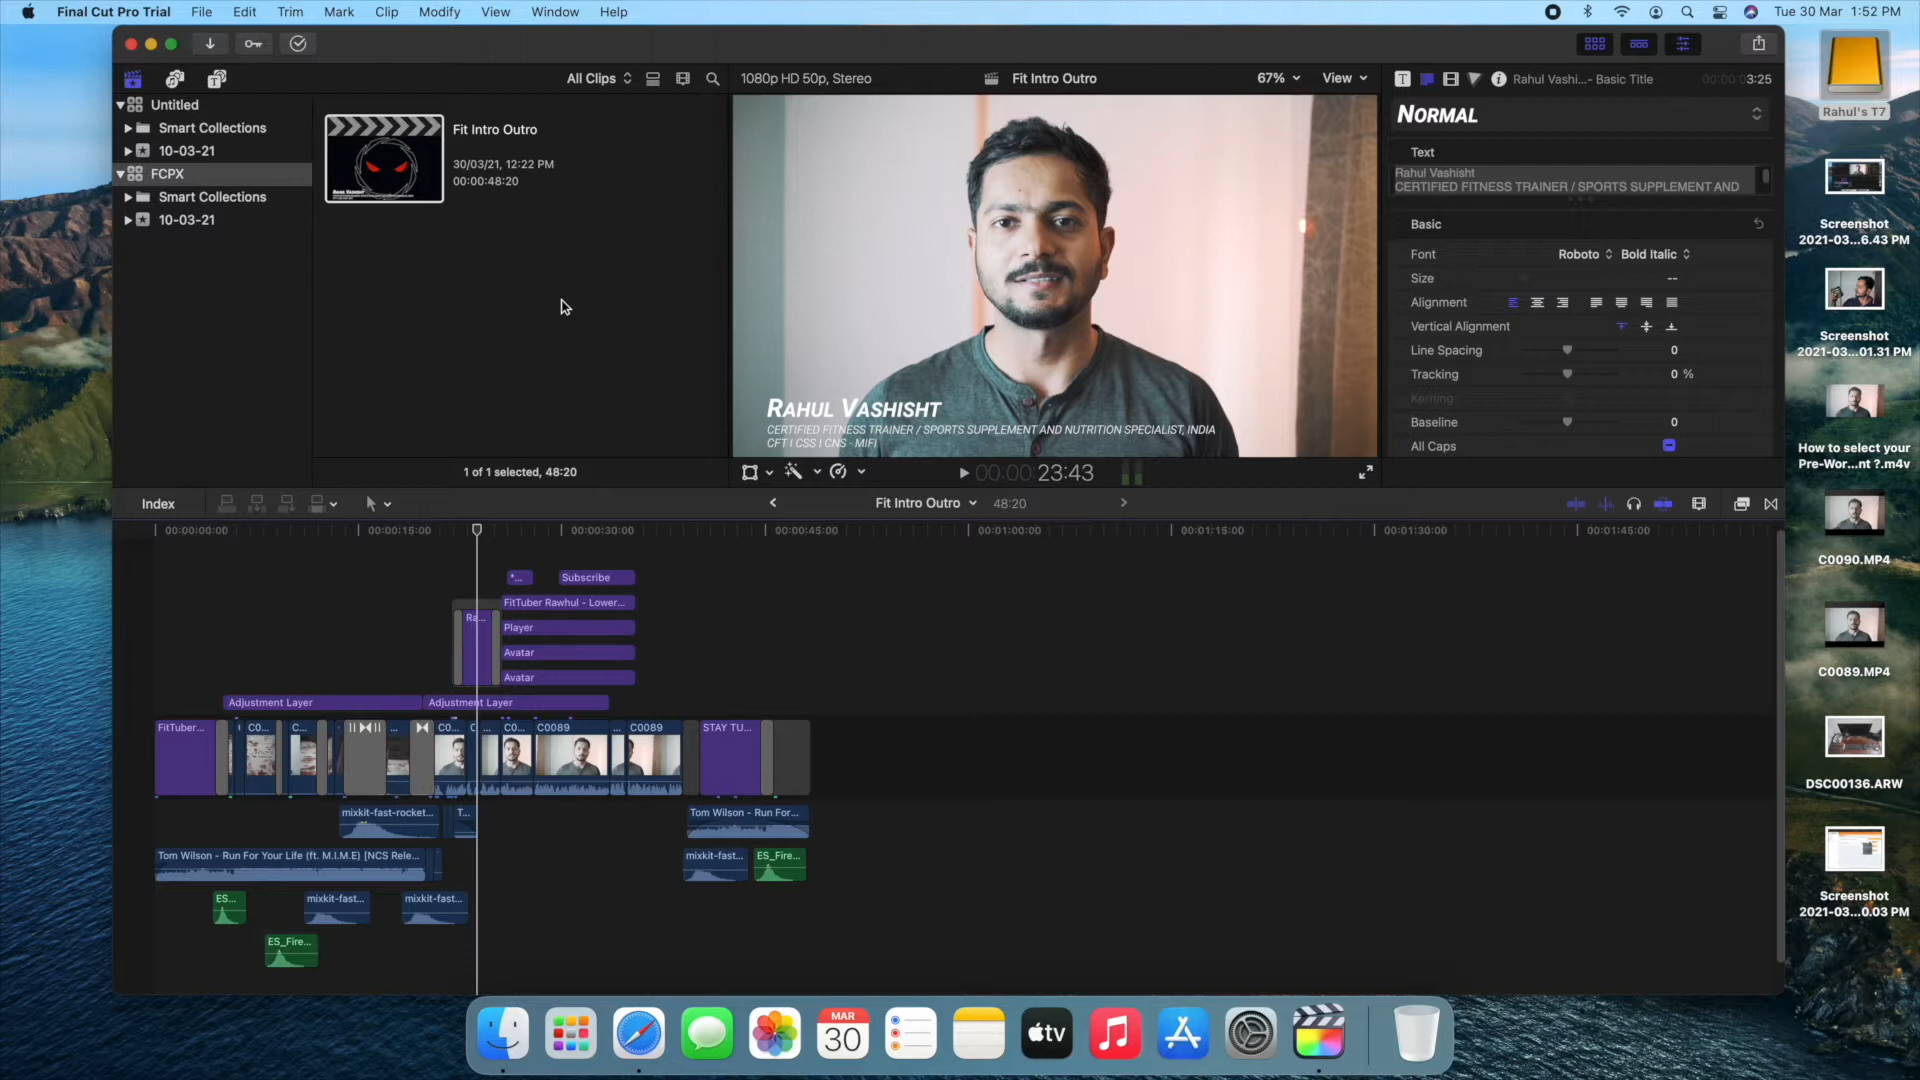 Final Cut Pro Trial File Edit Trim Mark Clip Modify View Window Help
Tue 30 Mar 1:52 PM
All Clips
1080p HD 50p, Stereo
Fit Intro Outro
67%
View
Rahul Vashi...- Basic Title
3:25
Untitled
Smart Collections
10-03-21
FCPX
Smart Collections
10-03-21
Fit Intro Outro
30/03/21, 12:22 PM
00:00:48:20
1 of 1 selected, 48:20
RAHUL VASHISHT
CERTIFIED FITNESS TRAINER / SPORTS SUPPLEMENT AND NUTRITION SPECIALIST, INDIA
CFT I CSS I CNS - MIFI
00:00:23:43
NORMAL
Text
Rahul Vashisht
CERTIFIED FITNESS TRAINER / SPORTS SUPPLEMENT AND
Basic
Font Roboto Bold Italic
Size --
Alignment
Vertical Alignment
Line Spacing 0
Tracking 0 %
Kerning
Baseline 0
All Caps
Index
Fit Intro Outro
48:20
00:00:00:00 00:00:15:00 00:00:30:00 00:00:45:00 00:01:00:00 00:01:15:00 00:01:30:00 00:01:45:00
*...
Subscribe
FitTuber Rawhul - Lower...
Ra...
Player
Avatar
Avatar
Adjustment Layer
Adjustment Layer
FitTuber...
C0...
C...
...
C0...
C
...
C0...
C0089
...
C0089
STAY TU...
mixkit-fast-rocket...
T...
Tom Wilson - Run For...
Tom Wilson - Run For Your Life (ft. M.I.M.E) [NCS Rele...
mixkit-fast...
ES_Fire...
ES...
mixkit-fast...
mixkit-fast...
ES_Fire...
Rahul's T7
Screenshot
2021-03...6.43 PM
Screenshot
2021-03...01.31 PM
How to select your
Pre-Wor...nt ?.m4v
C0090.MP4
C0089.MP4
DSC00136.ARW
Screenshot
2021-03...0.03 PM
MAR
30
tv